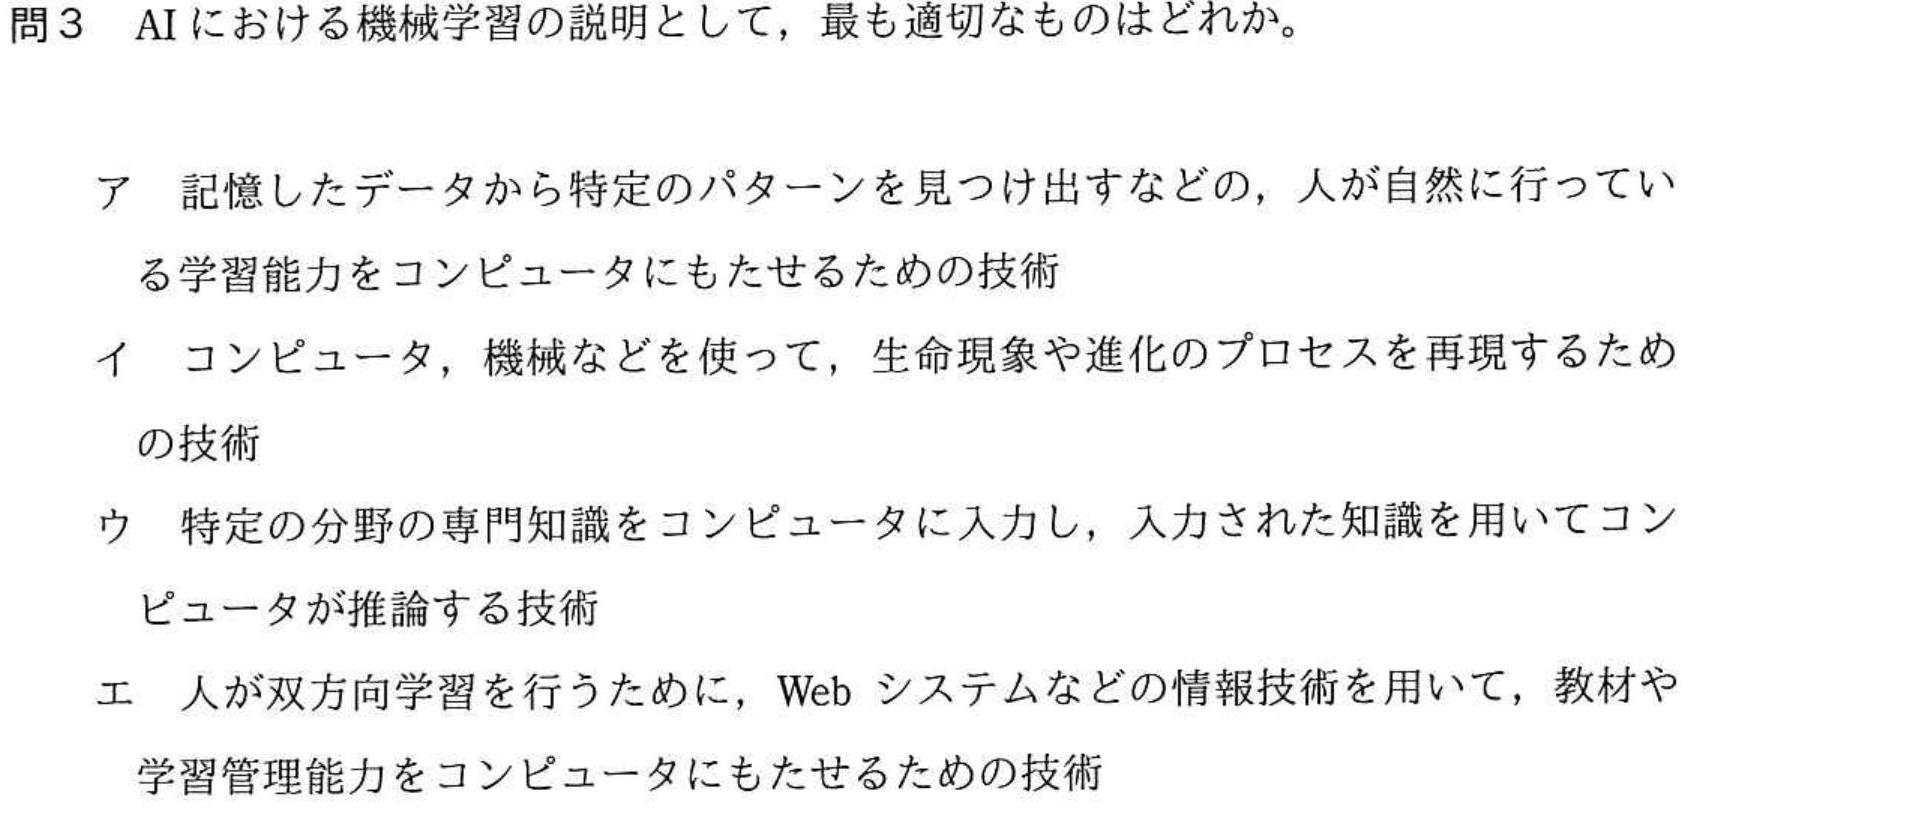 問3　AIにおける機械学習の説明として，最も適切なものはどれか。
ア　記憶したデータから特定のパターンを見つけ出すなどの，人が自然に行ってい
る学習能力をコンピュータにもたせるための技術
イ　コンピュータ，機械などを使って，生命現象や進化のプロセスを再現するため
の技術
ウ　特定の分野の専門知識をコンピュータに入力し，入力された知識を用いてコン
ピュータが推論する技術
エ　人が双方向学習を行うために，Web システムなどの情報技術を用いて，教材や
学習管理能力をコンピュータにもたせるための技術